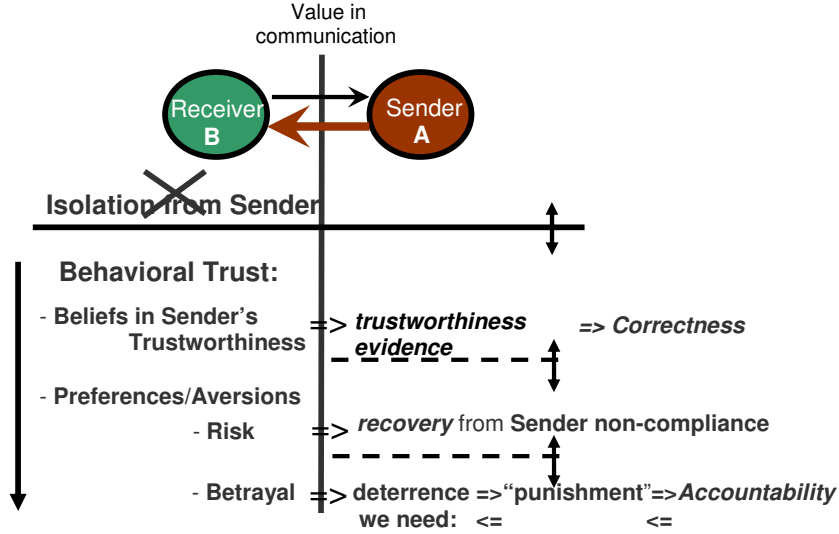 Value in
communication
Receiver
B
Sender
A
Isolation from Sender
Behavioral Trust:
- Beliefs in Sender's
Trustworthiness
=> trustworthiness
evidence
=> Correctness
- Preferences/Aversions
- Risk => recovery from Sender non-compliance
- Betrayal => deterrence =>“punishment”=>Accountability
we need: <= <=